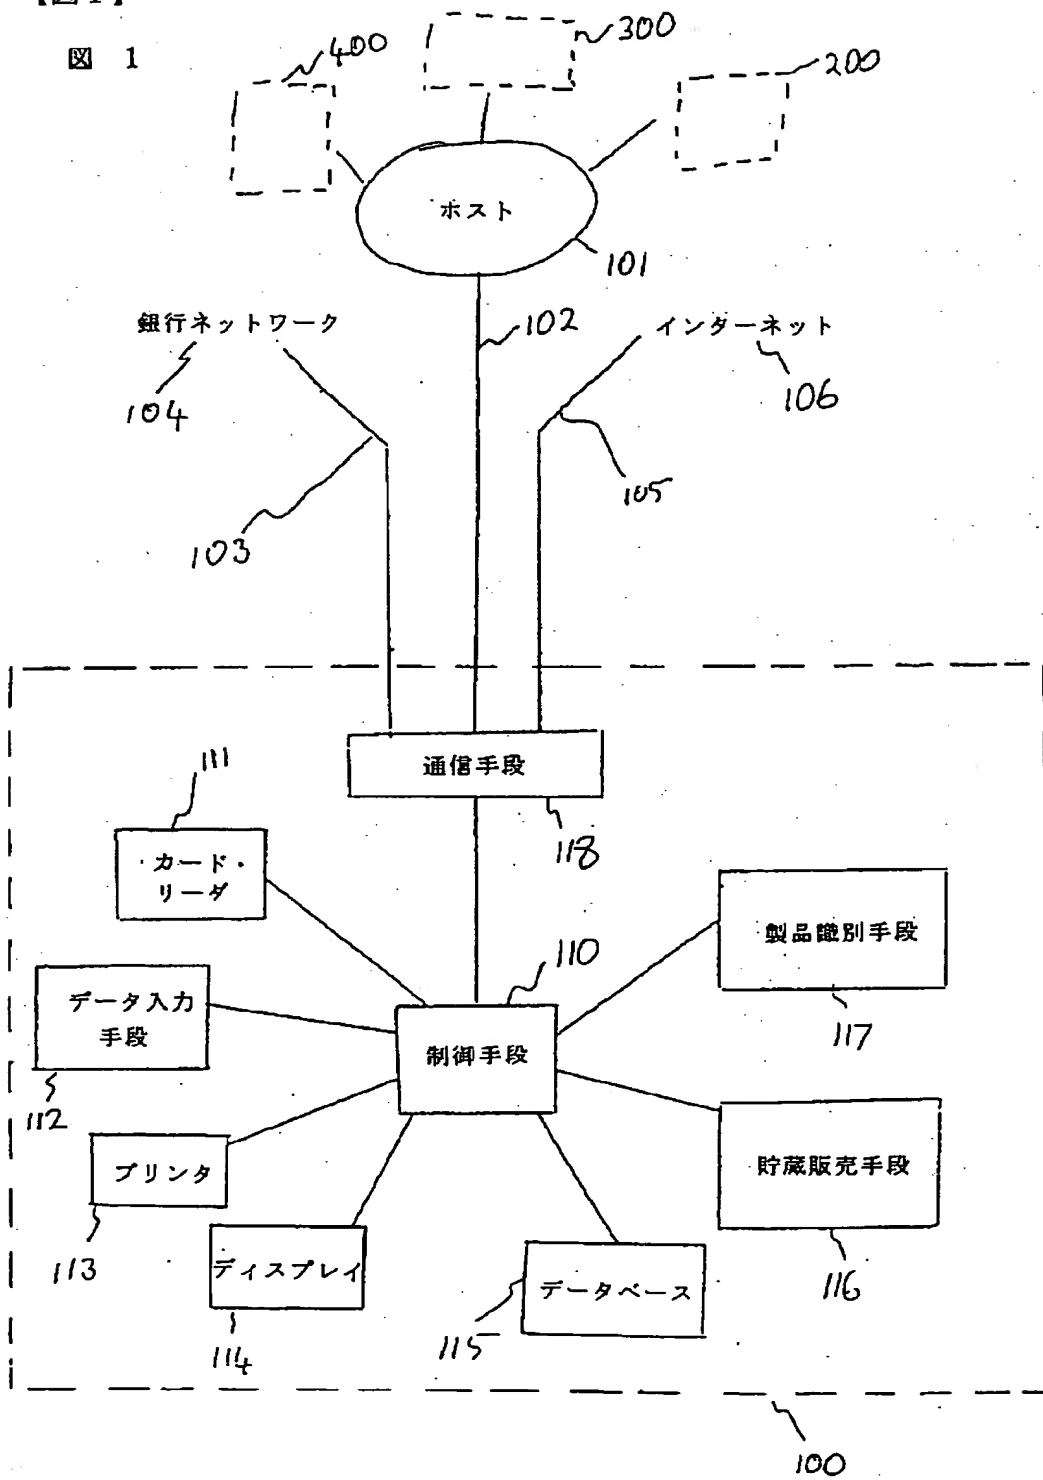 【図1】
図 1
400
300
200
ホスト
101
銀行ネットワーク
102
インターネット
104
106
103
105
111
通信手段
118
カード・
リーダ
製品識別手段
117
110
データ入力
手段
112
制御手段
プリンタ
113
貯蔵販売手段
116
ディスプレイ
114
データベース
115
100